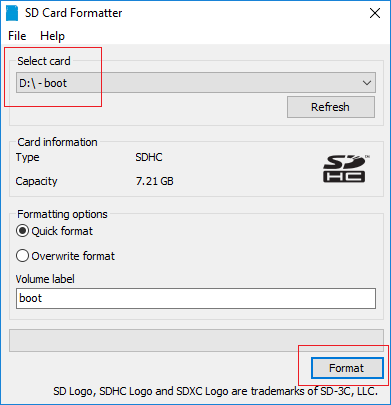 SD Card Formatter
File Help
Select card
D:\ - boot
Refresh
Card information
Type SDHC
Capacity 7.21 GB
SD
HC
Formatting options
Quick format
Overwrite format
Volume label
boot
Format
SD Logo, SDHC Logo and SDXC Logo are trademarks of SD-3C, LLC.